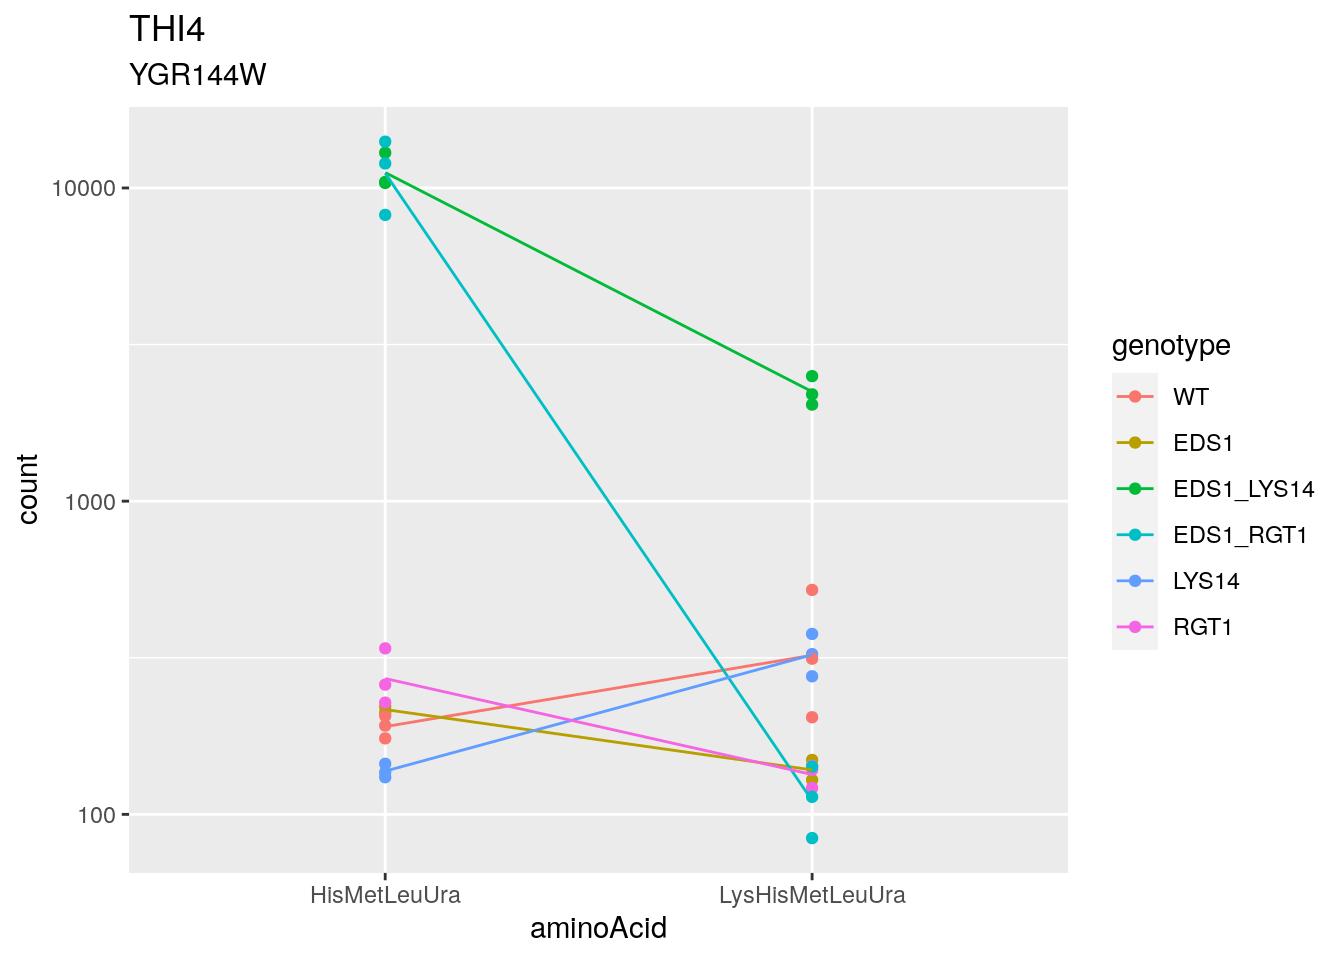 THI4
YGR144W
10000
1000
100
count
HisMetLeuUra
LysHisMetLeuUra
aminoAcid
genotype
WT
EDS1
EDS1_LYS14
EDS1_RGT1
LYS14
RGT1